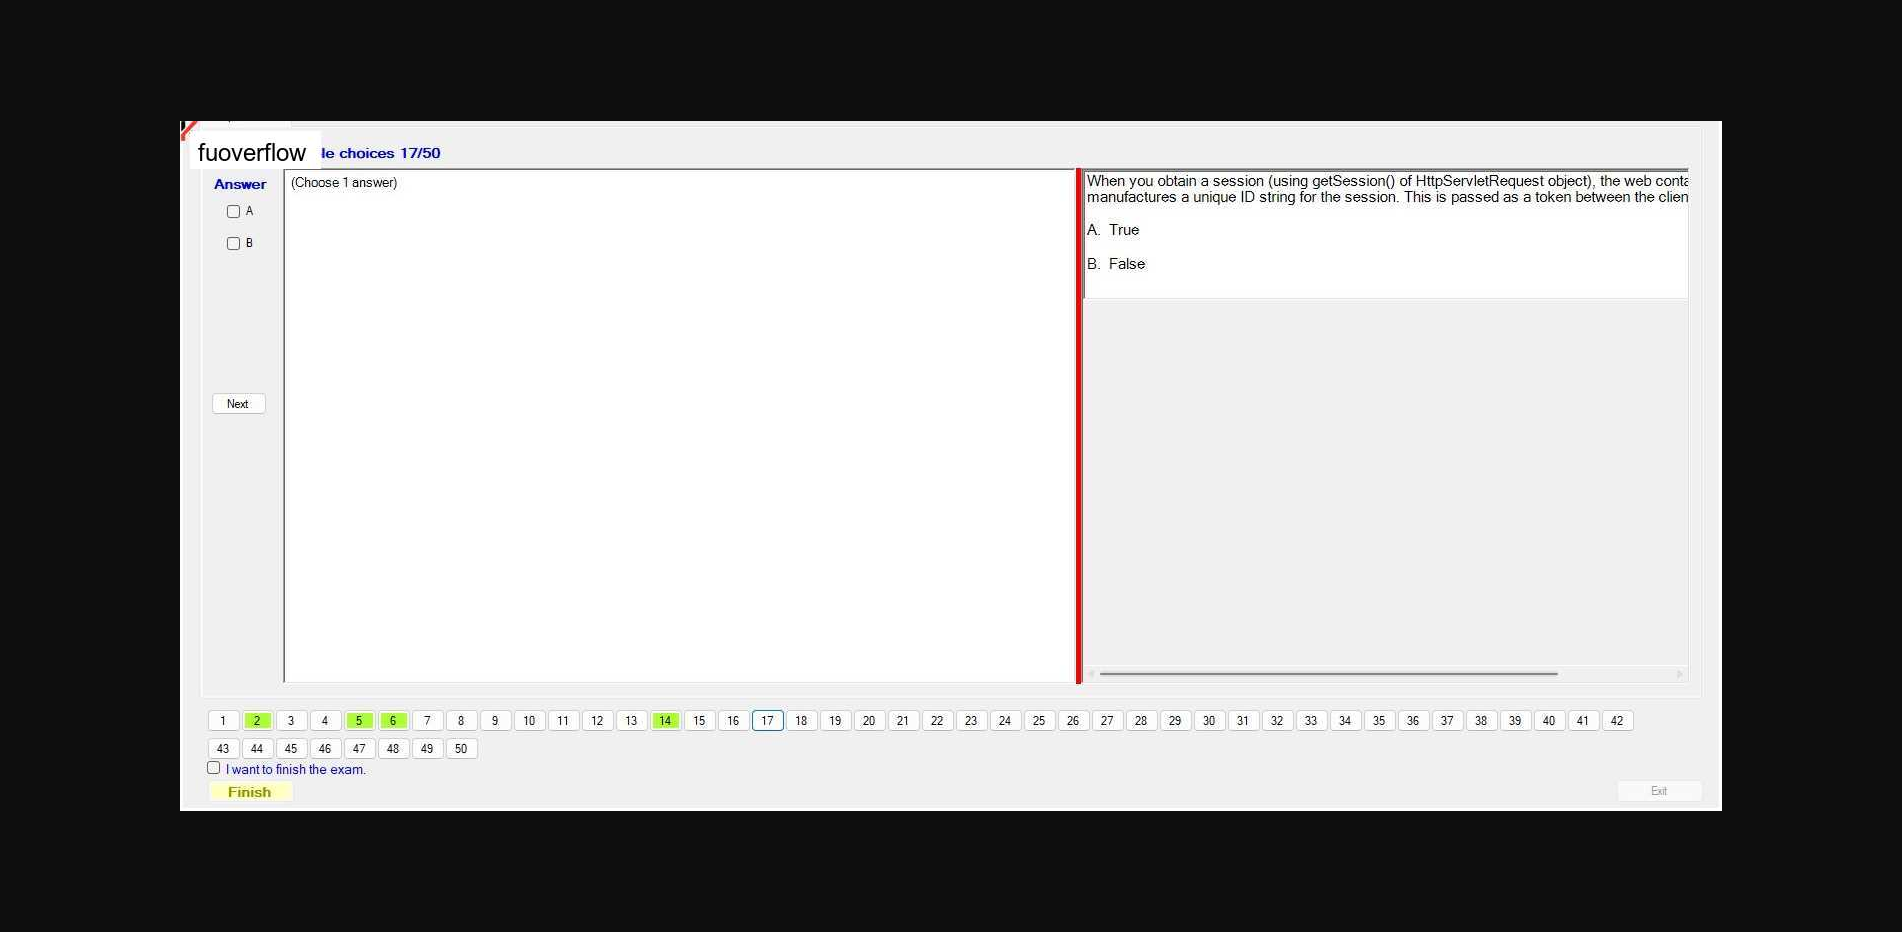 fuoverflow
le choices 17/50
Answer
(Choose 1 answer)
A
B
Next
When you obtain a session (using getSession() of HttpServletRequest object), the web conta
manufactures a unique ID string for the session. This is passed as a token between the clien
A. True
B. False
1 2 3 4 5 6 7 8 9 10 11 12 13 14 15 16 17 18 19 20 21 22 23 24 25 26 27 28 29 30 31 32 33 34 35 36 37 38 39 40 41 42
43 44 45 46 47 48 49 50
I want to finish the exam.
Finish
Exit